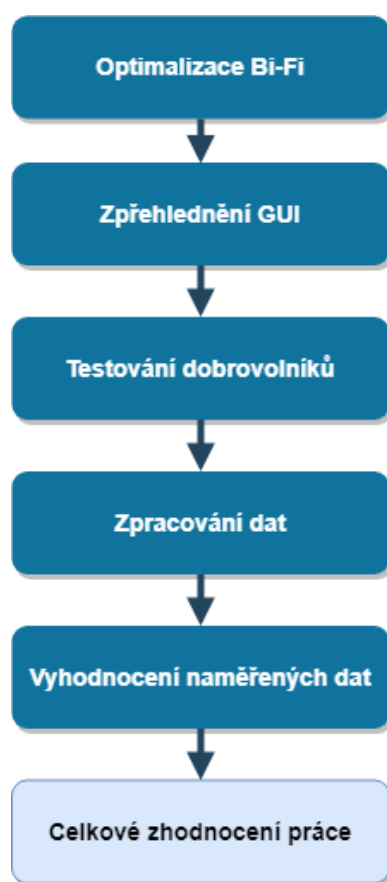 Optimalizace Bi-Fi
Zpřehlednění GUI
Testování dobrovolníků
Zpracování dat
Vyhodnocení naměřených dat
Celkové zhodnocení práce